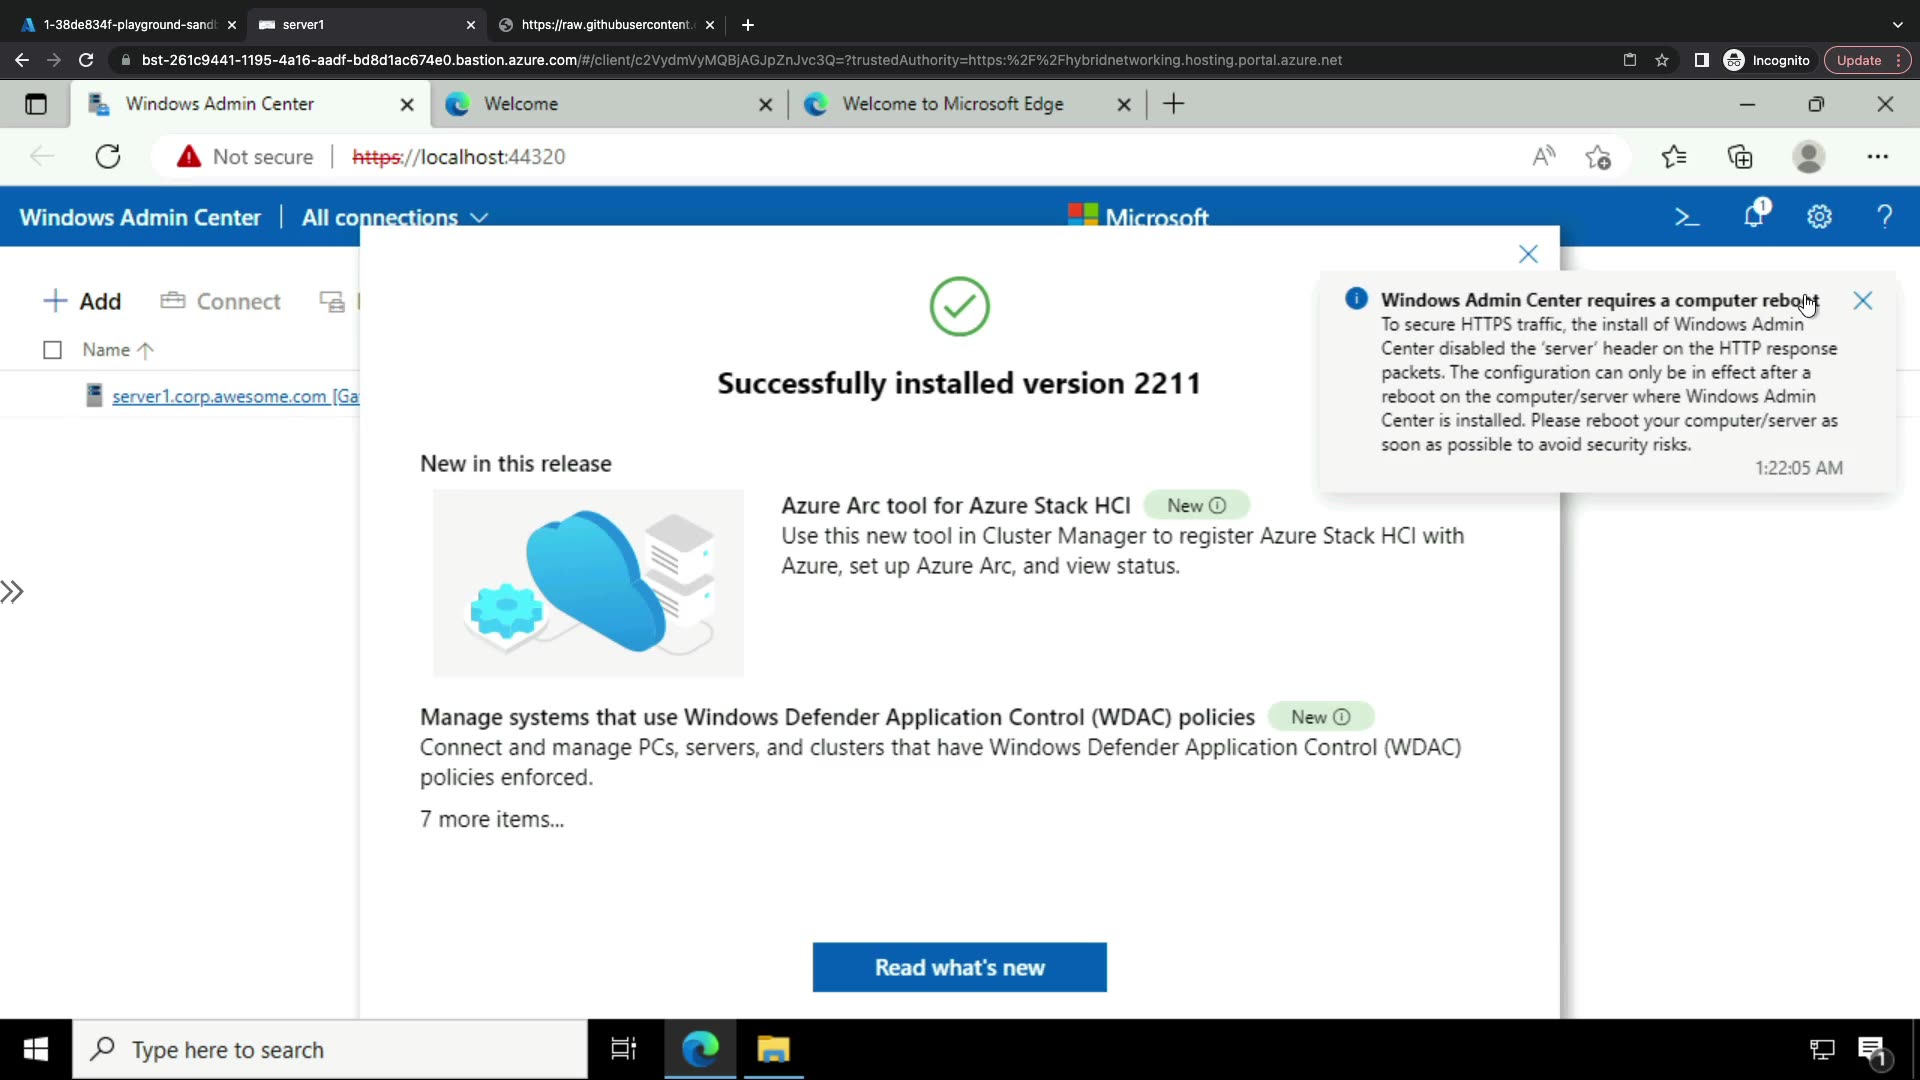 1-38de834f-playground-sand
server1
https://raw.githubusercontent.
bst-261c9441-1195-4a16-aadf-bd8d1ac674e0.bastion.azure.com/#/client/c2VydmVyMQBjAGJpZnJvc3Q=?trustedAuthority=https:%2F%2Fhybridnetworking.hosting.portal.azure.net
Incognito
Update
Windows Admin Center
Welcome
Welcome to Microsoft Edge
Not secure
https://localhost:44320
Windows Admin Center
All connections
Microsoft
1
?
Add
Connect
Name
server1.corp.awesome.com [Ga
Successfully installed version 2211
New in this release
Azure Arc tool for Azure Stack HCI
New
Use this new tool in Cluster Manager to register Azure Stack HCI with
Azure, set up Azure Arc, and view status.
Manage systems that use Windows Defender Application Control (WDAC) policies
New
Connect and manage PCs, servers, and clusters that have Windows Defender Application Control (WDAC)
policies enforced.
7 more items...
Read what's new
Windows Admin Center requires a computer reboot
To secure HTTPS traffic, the install of Windows Admin
Center disabled the 'server' header on the HTTP response
packets. The configuration can only be in effect after a
reboot on the computer/server where Windows Admin
Center is installed. Please reboot your computer/server as
soon as possible to avoid security risks.
1:22:05 AM
Type here to search
1